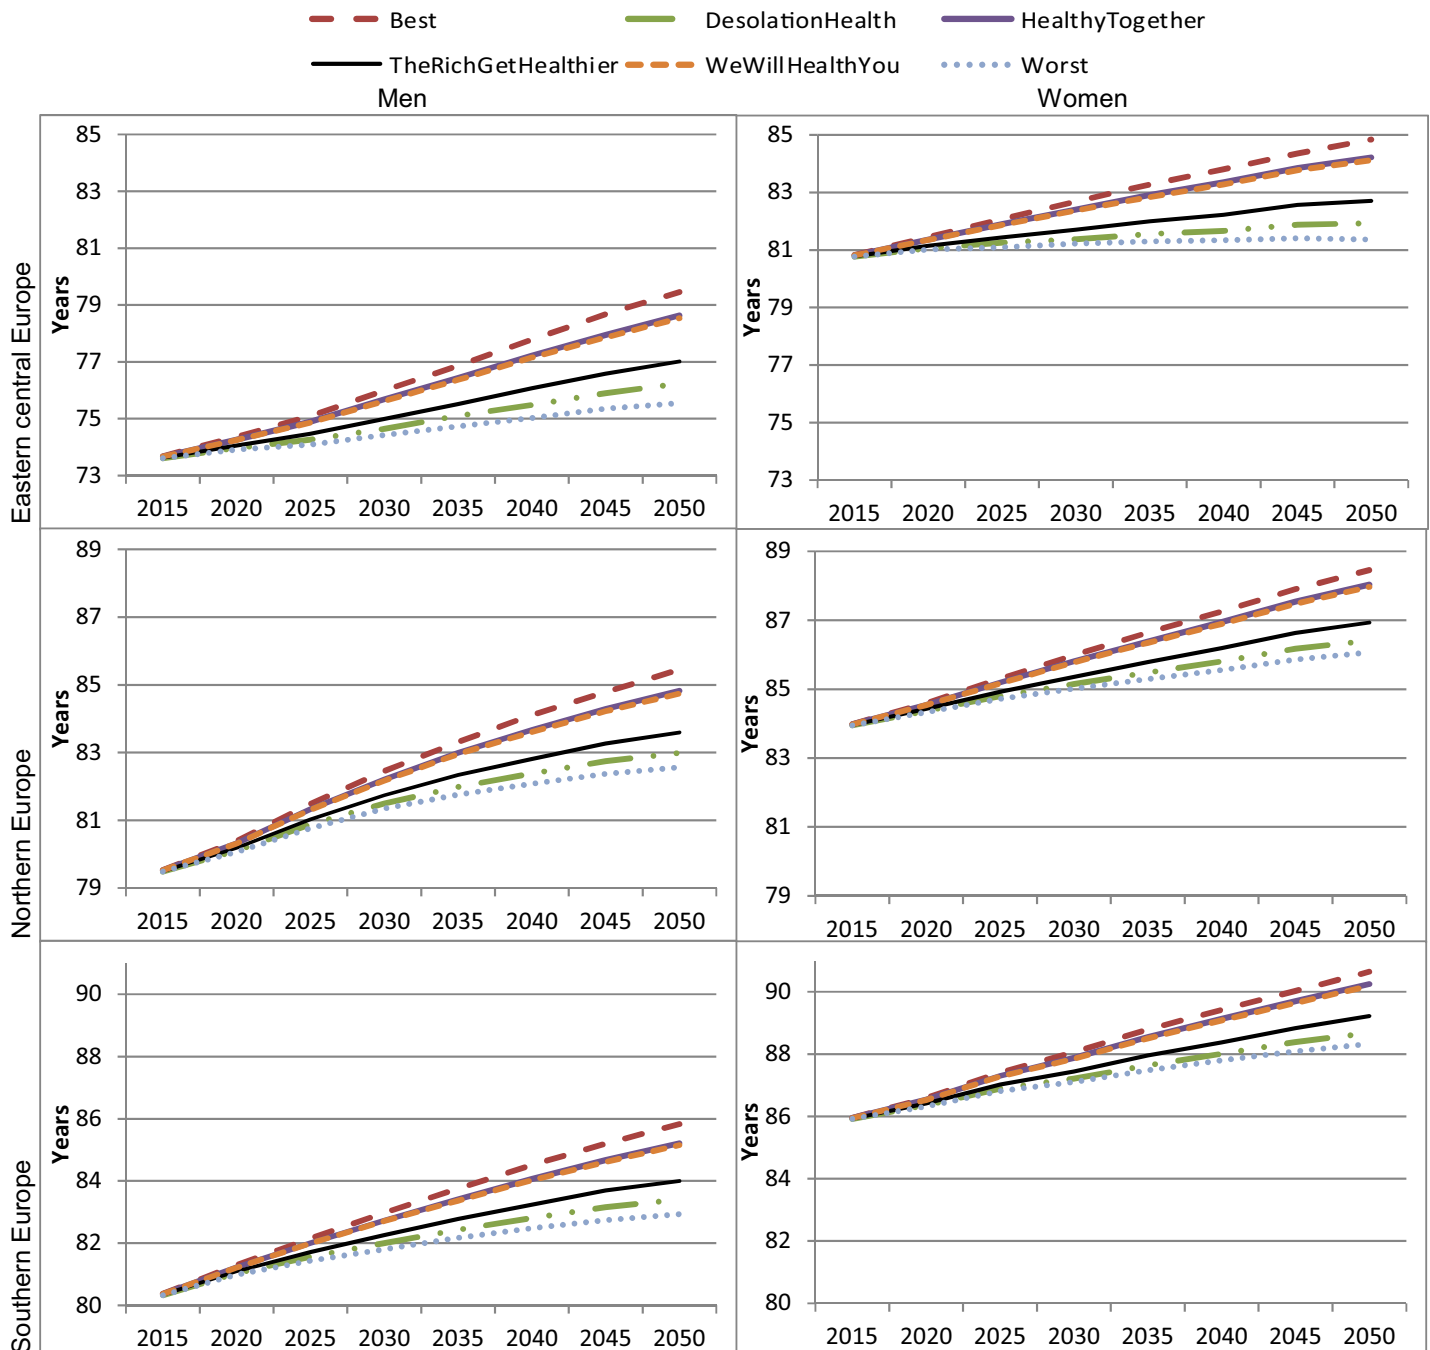 Best DesolationHealth HealthyTogether
TheRichGetHealthier WeWillHealthYou Worst
Men Women
Eastern central Europe
Years
85
83
81
79
77
75
73
2015 2020 2025 2030 2035 2040 2045 2050
Years
85
83
81
79
77
75
73
2015 2020 2025 2030 2035 2040 2045 2050
Northern Europe
Years
89
87
85
83
81
79
2015 2020 2025 2030 2035 2040 2045 2050
Years
89
87
85
83
81
79
2015 2020 2025 2030 2035 2040 2045 2050
Southern Europe
Years
90
88
86
84
82
80
2015 2020 2025 2030 2035 2040 2045 2050
Years
90
88
86
84
82
80
2015 2020 2025 2030 2035 2040 2045 2050